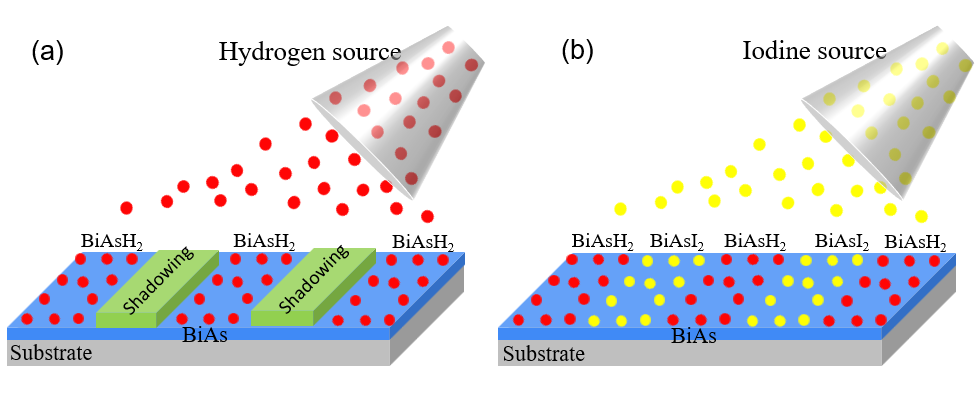 (a)
Hydrogen source
BiAsH₂
BiAsH₂
BiAsH₂
Shadowing
Shadowing
BiAs
Substrate
(b)
Iodine source
BiAsH₂
BiAsI₂
BiAsH₂
BiAsI₂
BiAsH₂
BiAs
Substrate